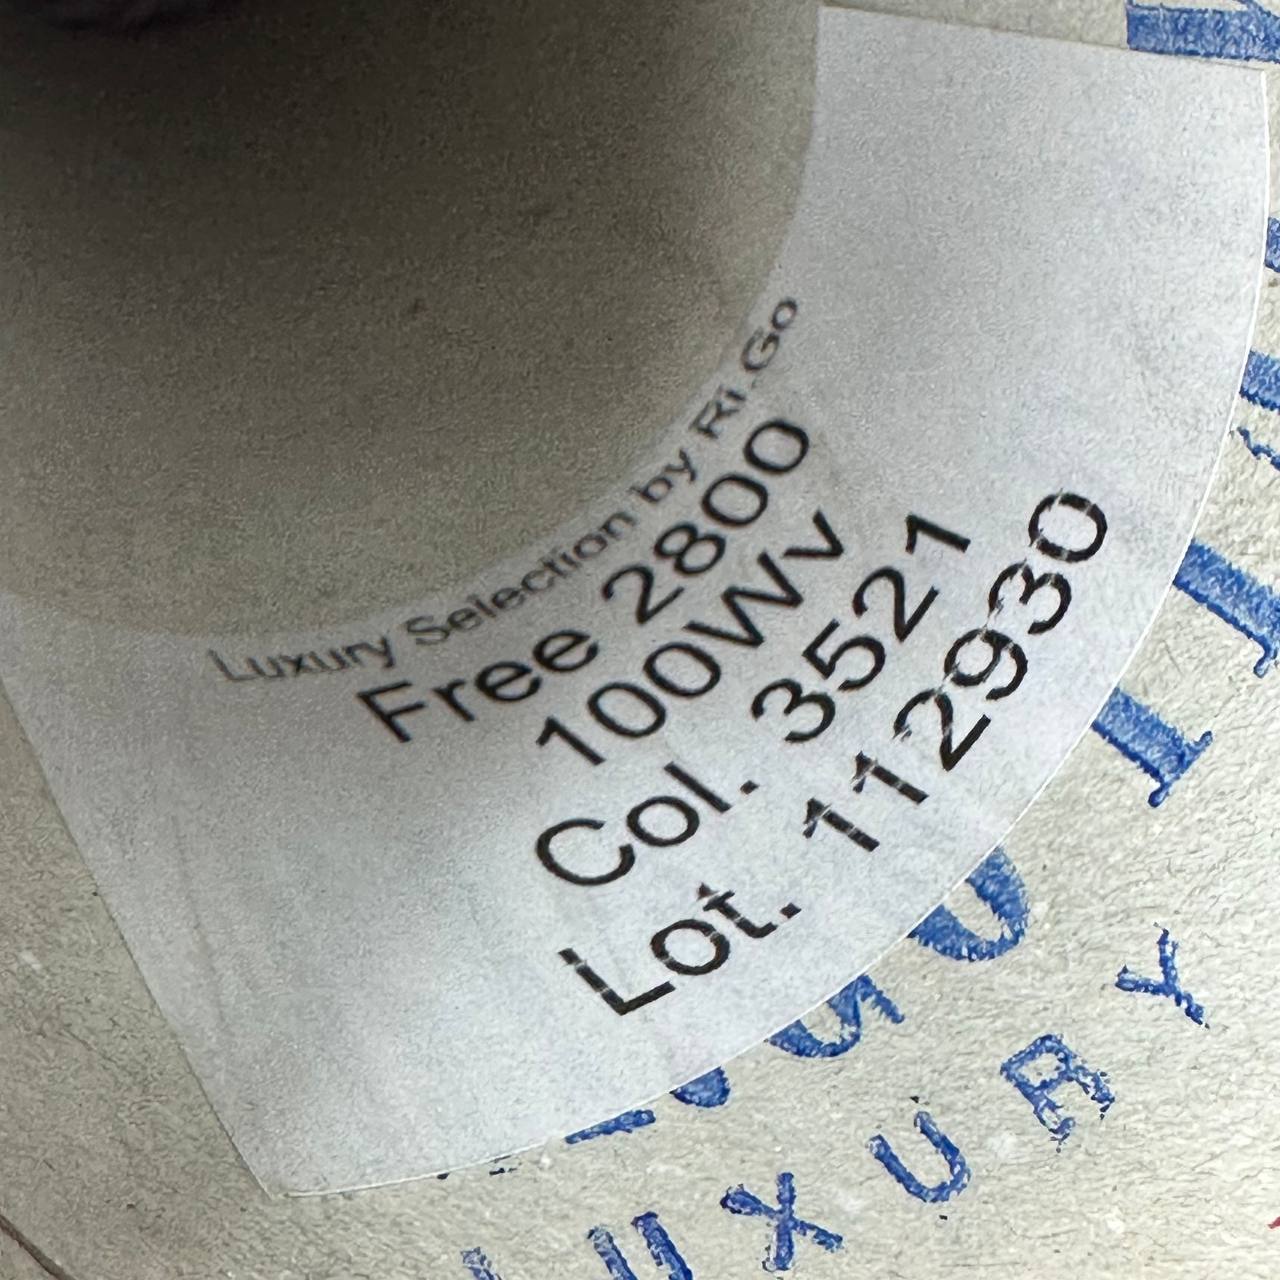 Luxury Selection by Ri.Go
Free 2800
100Wv
Col. 3521
Lot. 112930
LUXURY